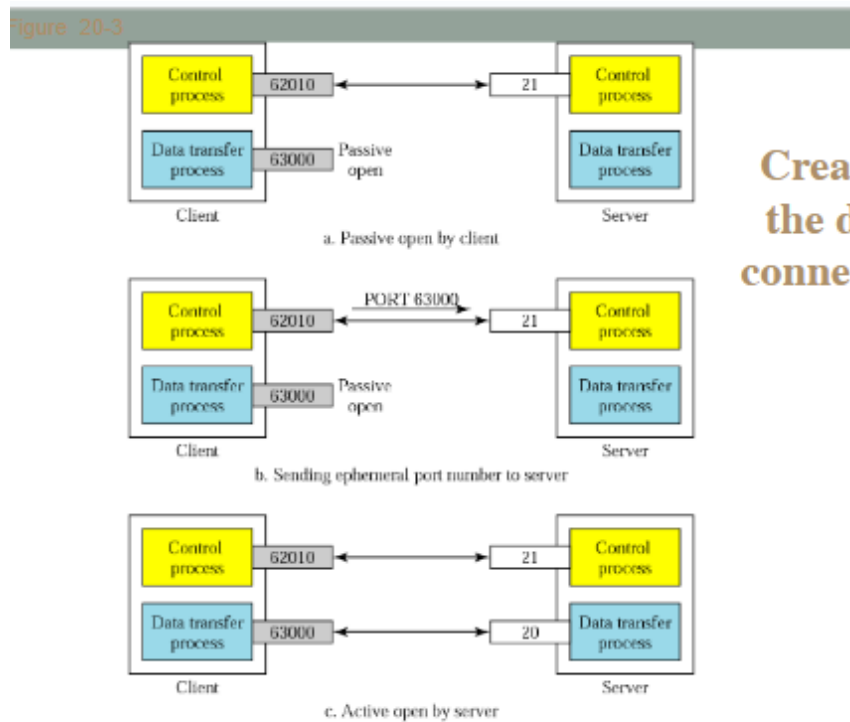 Figure 20-3
Control process
62010
21
Control process
Data transfer process
63000
Passive open
Data transfer process
Client
Server
a. Passive open by client
Crea
the d
conne
PORT 63000
Control process
62010
21
Control process
Data transfer process
63000
Passive open
Data transfer process
Client
Server
b. Sending ephemeral port number to server
Control process
62010
21
Control process
Data transfer process
63000
20
Data transfer process
Client
Server
c. Active open by server